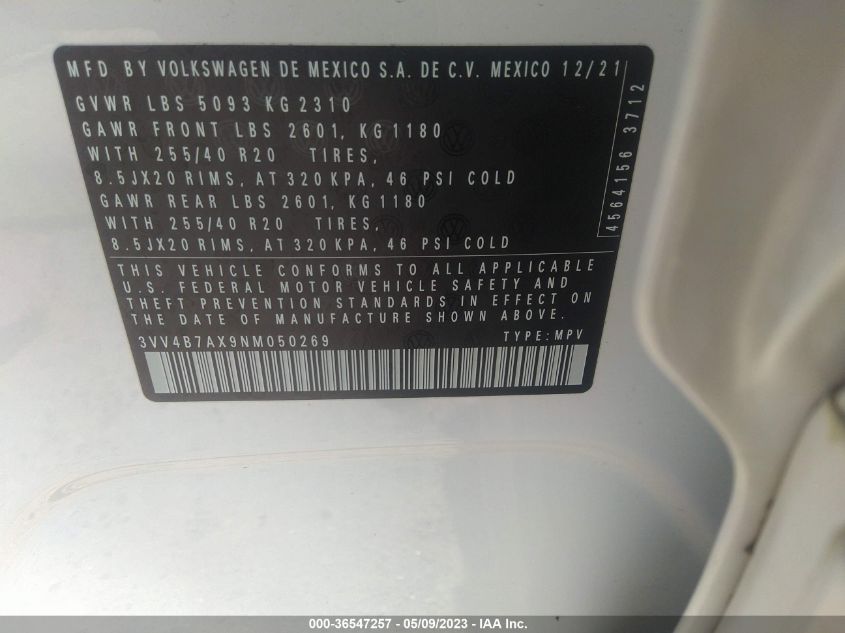 MFD BY VOLKSWAGEN DE MEXICO S.A. DE C.V. MEXICO 12/21
GVWR LBS 5093 KG 2310
GAWR FRONT LBS 2601, KG 1180
WITH 255/40 R20 TIRES,
8.5JX20 RIMS, AT 320 KPA, 46 PSI COLD
GAWR REAR LBS 2601, KG 1180
WITH 255/40 R20 TIRES,
8.5JX20 RIMS, AT 320 KPA, 46 PSI COLD
4564156 3712
THIS VEHICLE CONFORMS TO ALL APPLICABLE
U.S. FEDERAL MOTOR VEHICLE SAFETY AND
THEFT PREVENTION STANDARDS IN EFFECT ON
THE DATE OF MANUFACTURE SHOWN ABOVE.
3VV4B7AX9NM050269 TYPE: MPV
000-36547257 - 05/09/2023 - IAA Inc.